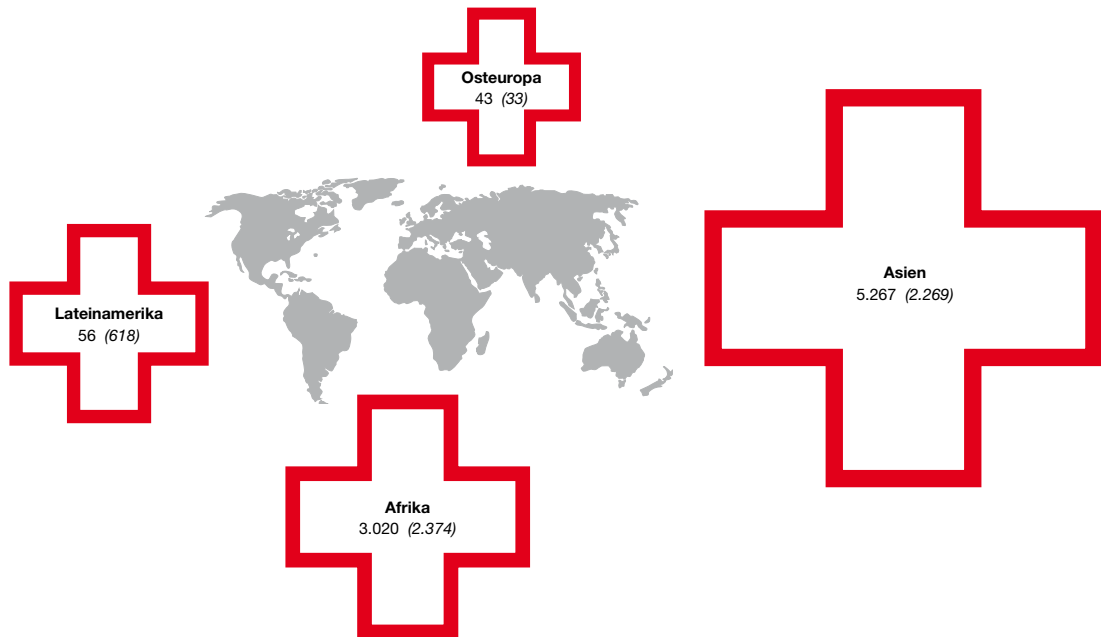 Osteuropa
43 (33)
Asien
5.267 (2.269)
Lateinamerika
56 (618)
Afrika
3.020 (2.374)